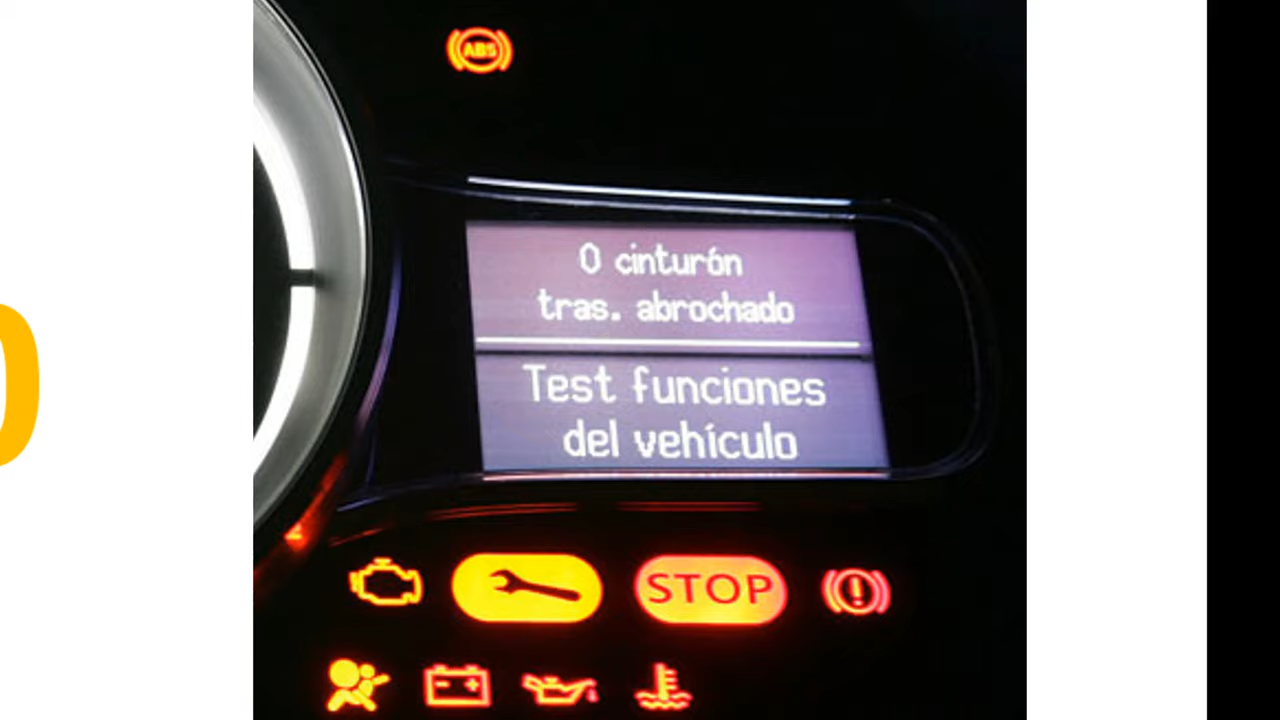 ABS
0 cinturón
tras. abrochado
Test funciones
del vehículo
STOP